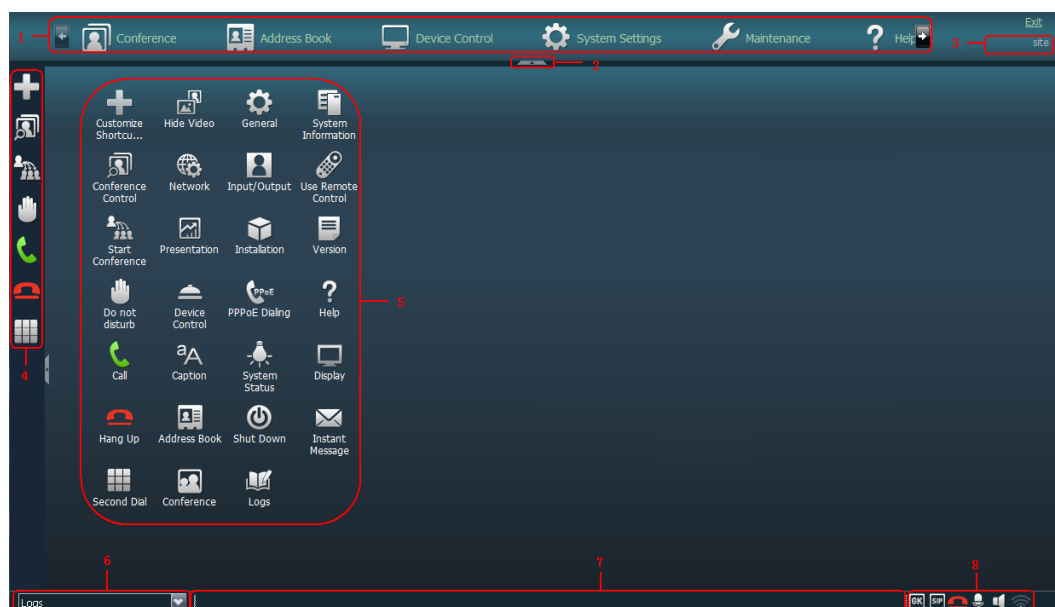 Exit
1
Conference
Address Book
Device Control
System Settings
Maintenance
?
Help
3
site
2
Customize Shortcu...
Hide Video
General
System Information
Conference Control
Network
Input/Output
Use Remote Control
Start Conference
Presentation
Installation
Version
Do not disturb
Device Control
PPPoE
PPPoE Dialing
?
Help
5
Call
aA
Caption
System Status
Display
4
Hang Up
Address Book
Shut Down
Instant Message
Second Dial
Conference
Logs
6
7
8
Logs
GK
SIP